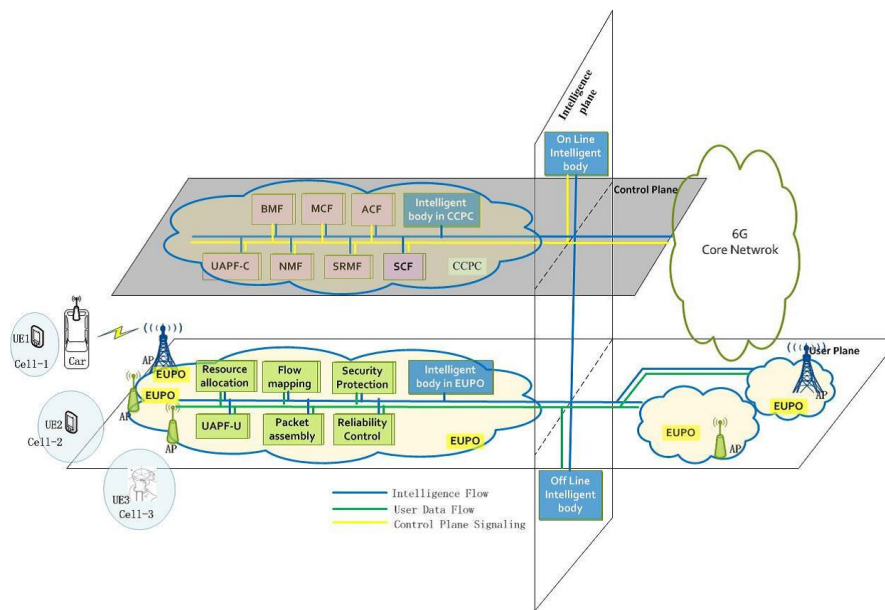 Intelligence
plane
On Line
Intelligent
body
Control Plane
BMF
MCF
ACF
Intelligent
body in CCPC
6G
Core Netwrok
UAPF-C
NMF
SRMF
SCF
CCPC
UE1
Cell-1
Car
AP
User Plane
EUPO
Resource
allocation
Flow
mapping
Security
Protection
Intelligent
body in EUPO
AP
EUPO
EUPO
AP
UE2
Cell-2
UAPF-U
Packet
assembly
Reliability
Control
EUPO
EUPO
AP
AP
Off Line
Intelligent
body
UE3
Cell-3
Intelligence Flow
User Data Flow
Control Plane Signaling